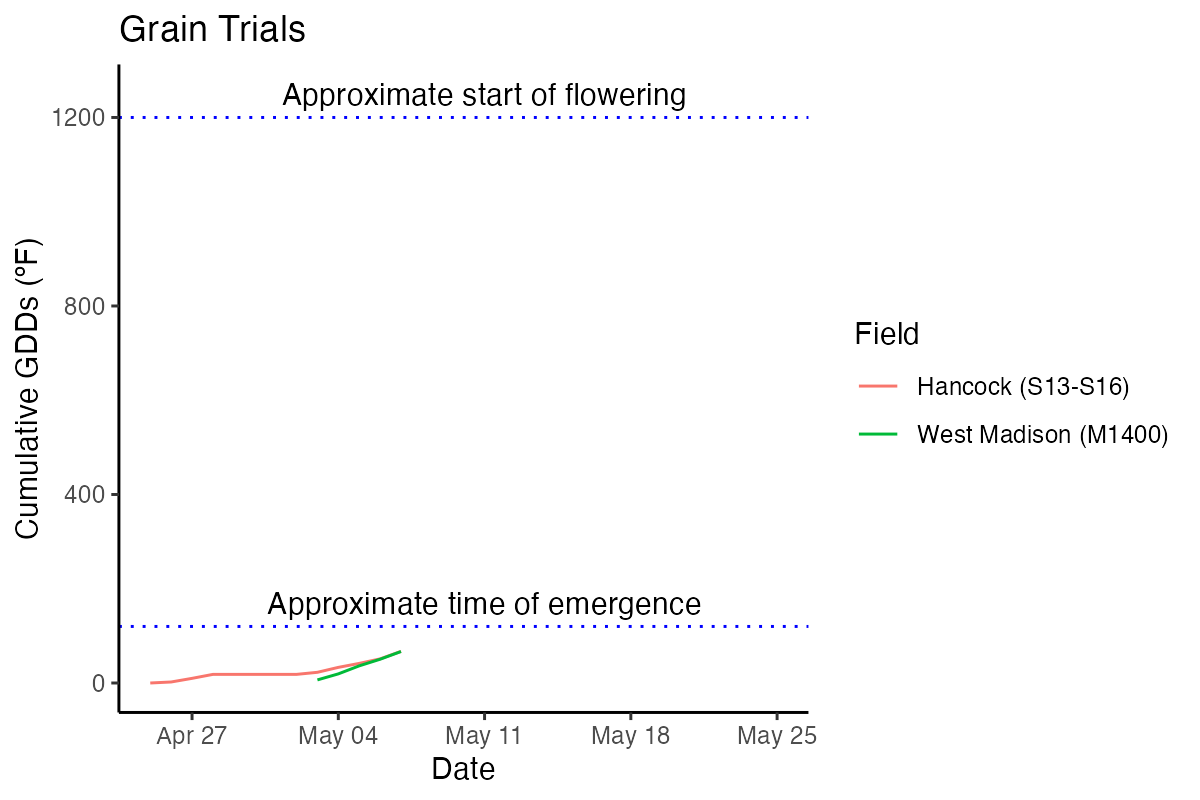 Grain Trials
Approximate start of flowering
1200
800
400
0
Cumulative GDDs (°F)
Approximate time of emergence
Apr 27
May 04
May 11
May 18
May 25
Date
Field
Hancock (S13-S16)
West Madison (M1400)